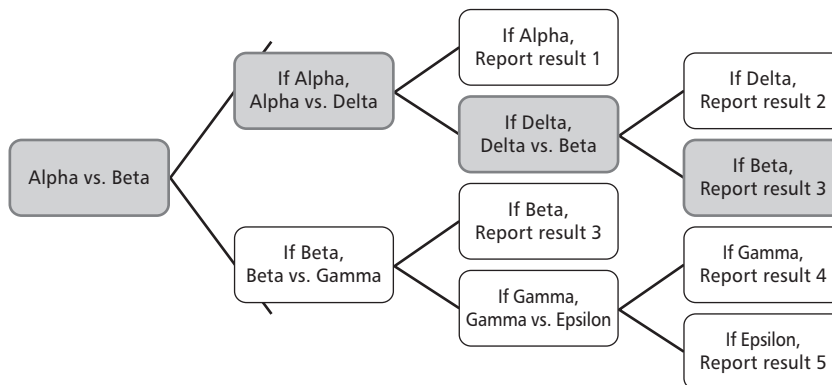 Alpha vs. Beta
If Alpha,
Alpha vs. Delta
If Beta,
Beta vs. Gamma
If Alpha,
Report result 1
If Delta,
Delta vs. Beta
If Beta,
Report result 3
If Gamma,
Gamma vs. Epsilon
If Delta,
Report result 2
If Beta,
Report result 3
If Gamma,
Report result 4
If Epsilon,
Report result 5